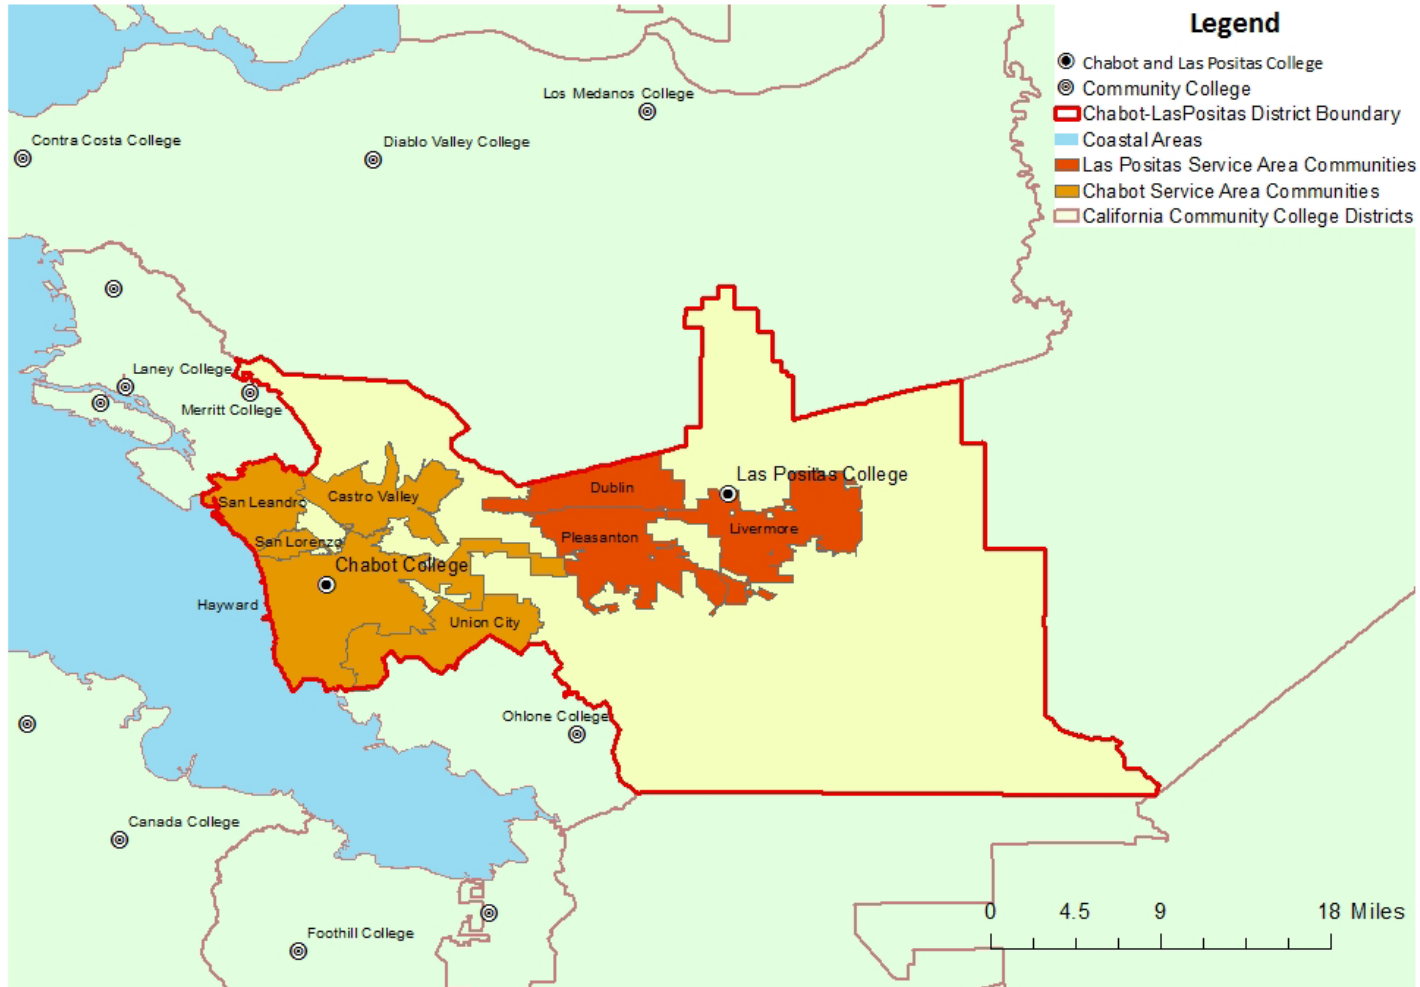 Legend
Chabot and Las Positas College
Community College
Chabot-LasPositas District Boundary
Coastal Areas
Las Positas Service Area Communities
Chabot Service Area Communities
California Community College Districts
Los Medanos College
Contra Costa College
Diablo Valley College
Laney College
Merritt College
Las Positas College
Dublin
San Leandro
Castro Valley
Livermore
Pleasanton
San Lorenzo
Chabot College
Hayward
Union City
Ohlone College
Canada College
Foothill College
0 4.5 9 18 Miles